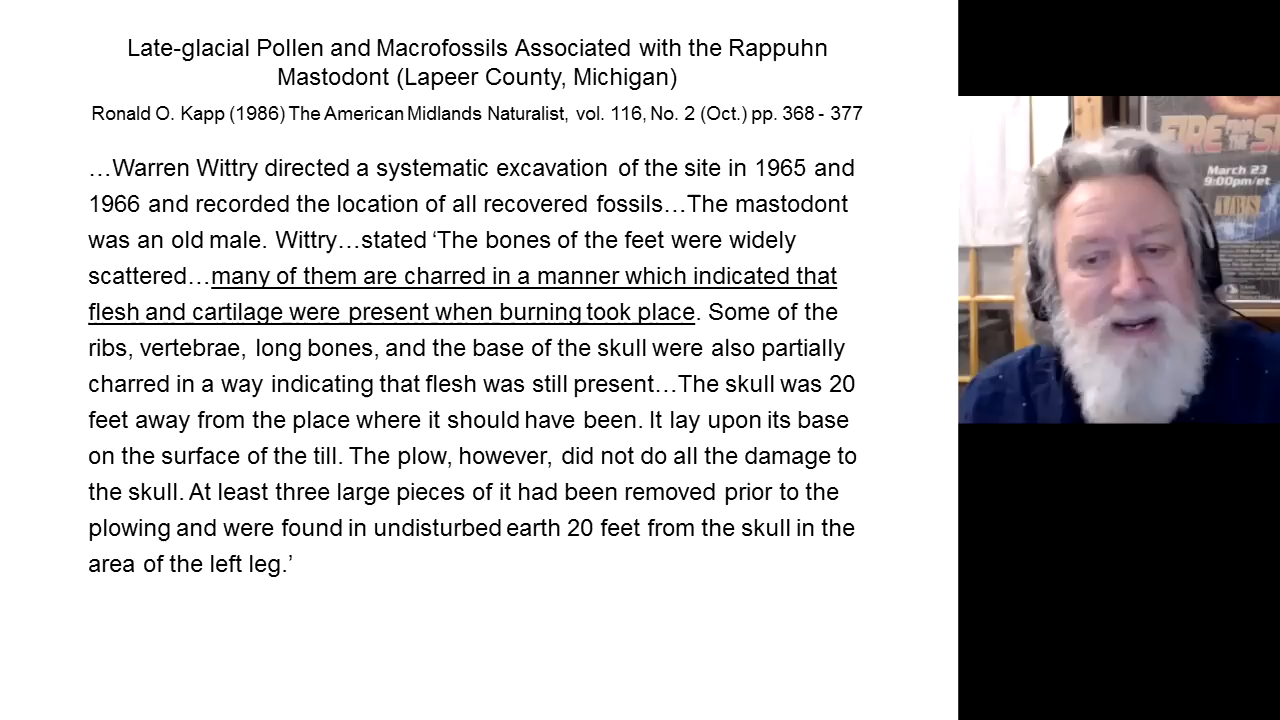 Late-glacial Pollen and Macrofossils Associated with the Rappuhn
Mastodont (Lapeer County, Michigan)
Ronald O. Kapp (1986) The American Midlands Naturalist, vol. 116, No. 2 (Oct.) pp. 368 - 377
…Warren Wittry directed a systematic excavation of the site in 1965 and
1966 and recorded the location of all recovered fossils…The mastodont
was an old male. Wittry…stated ‘The bones of the feet were widely
scattered…many of them are charred in a manner which indicated that
flesh and cartilage were present when burning took place. Some of the
ribs, vertebrae, long bones, and the base of the skull were also partially
charred in a way indicating that flesh was still present…The skull was 20
feet away from the place where it should have been. It lay upon its base
on the surface of the till. The plow, however, did not do all the damage to
the skull. At least three large pieces of it had been removed prior to the
plowing and were found in undisturbed earth 20 feet from the skull in the
area of the left leg.’
FIRE
THE
March 23
9:00pm/et